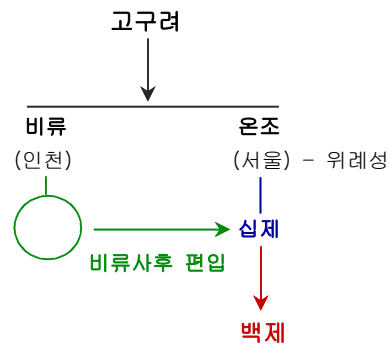 고구려
비류 온조
(인천) (서울) - 위례성
십제
비류사후 편입
백제